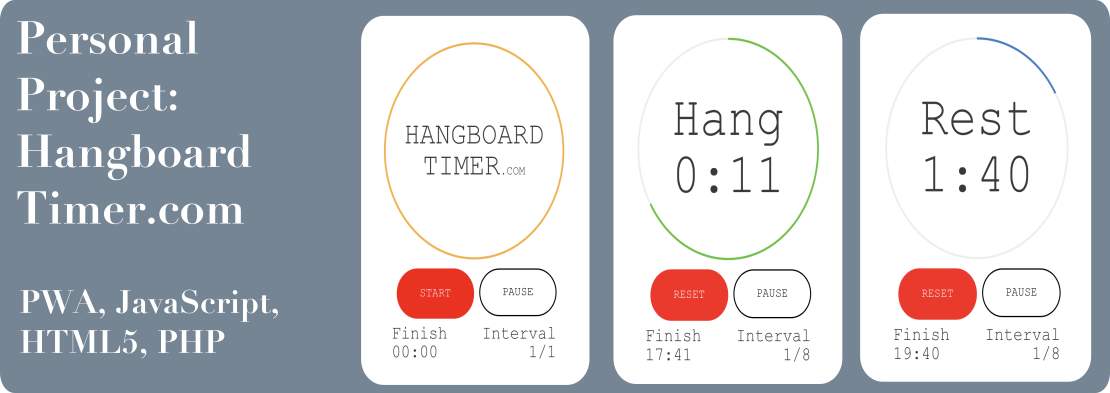 Personal
Project:
Hangboard
Timer.com
PWA, JavaScript,
HTML5, PHP
HANGBOARD
TIMER.COM
START PAUSE
Finish Interval
00:00 1/1
Hang
0:11
RESET PAUSE
Finish Interval
17:41 1/8
Rest
1:40
RESET PAUSE
Finish Interval
19:40 1/8